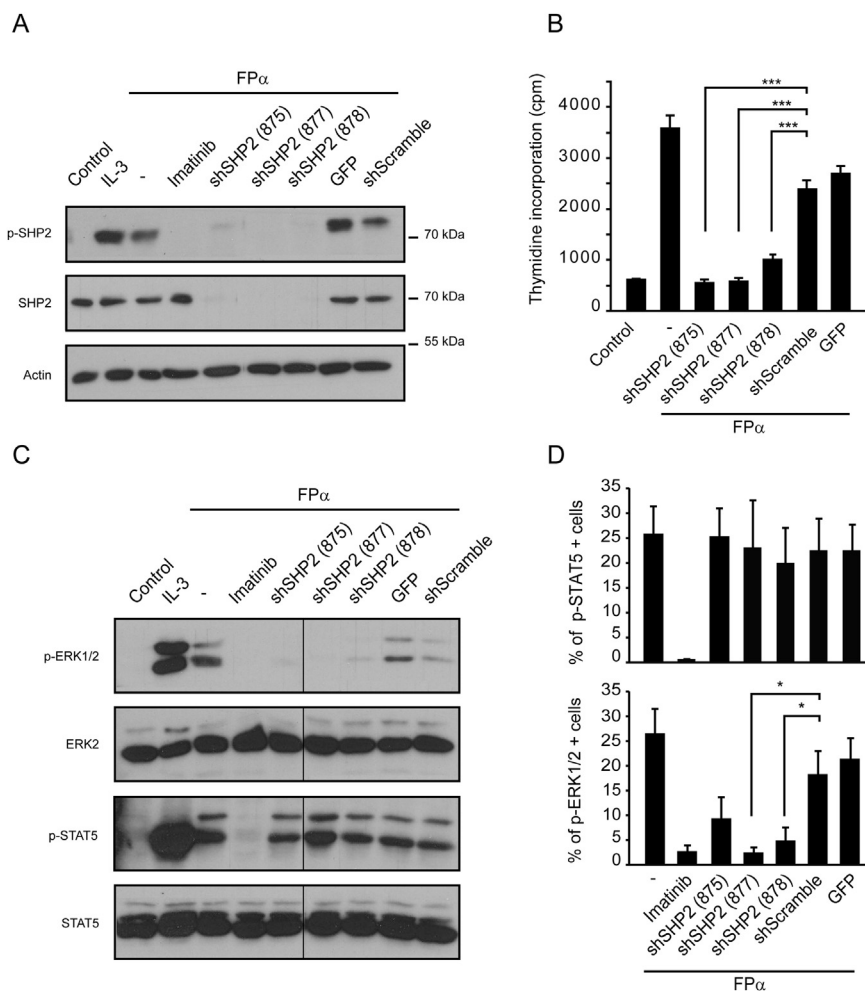 A
FPα
Control
IL-3
-
Imatinib
shSHP2 (875)
shSHP2 (877)
shSHP2 (878)
GFP
shScramble
p-SHP2
70 kDa
SHP2
70 kDa
55 kDa
Actin
B
Thymidine incorporation (cpm)
4000
3000
2000
1000
0
***
***
***
Control
-
shSHP2 (875)
shSHP2 (877)
shSHP2 (878)
shScramble
GFP
FPα
C
FPα
Control
IL-3
-
Imatinib
shSHP2 (875)
shSHP2 (877)
shSHP2 (878)
GFP
shScramble
p-ERK1/2
ERK2
p-STAT5
STAT5
D
% of p-STAT5 + cells
35
30
25
20
15
10
5
0
% of p-ERK1/2 + cells
35
30
25
20
15
10
5
0
*
*
-
Imatinib
shSHP2 (875)
shSHP2 (877)
shSHP2 (878)
shScramble
GFP
FPα